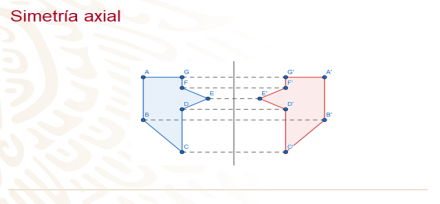 Simetría axial
A G G' A'
F F'
E E'
D D'
B B'
C C'